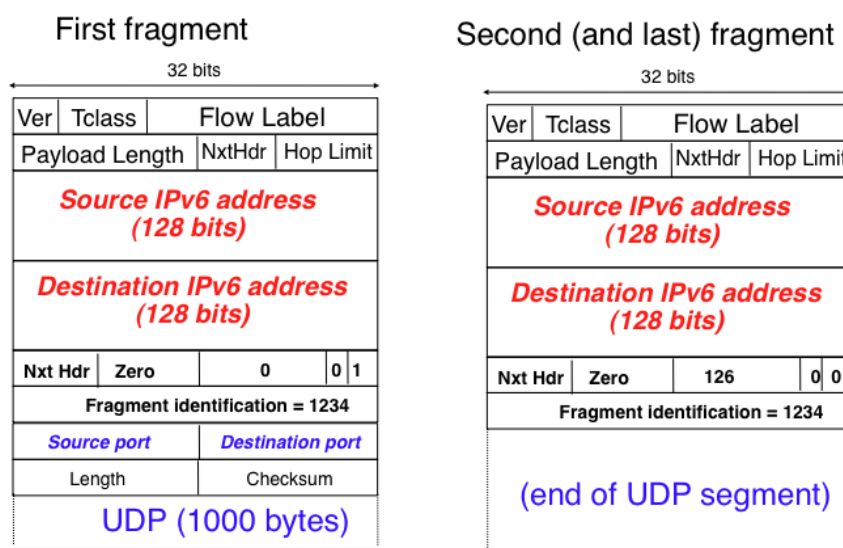 First fragment
32 bits
Ver Tclass Flow Label
Payload Length NxtHdr Hop Limit
Source IPv6 address
(128 bits)
Destination IPv6 address
(128 bits)
Nxt Hdr Zero 0 0 1
Fragment identification = 1234
Source port Destination port
Length Checksum
UDP (1000 bytes)
Second (and last) fragment
32 bits
Ver Tclass Flow Label
Payload Length NxtHdr Hop Limit
Source IPv6 address
(128 bits)
Destination IPv6 address
(128 bits)
Nxt Hdr Zero 126 0 0
Fragment identification = 1234
(end of UDP segment)